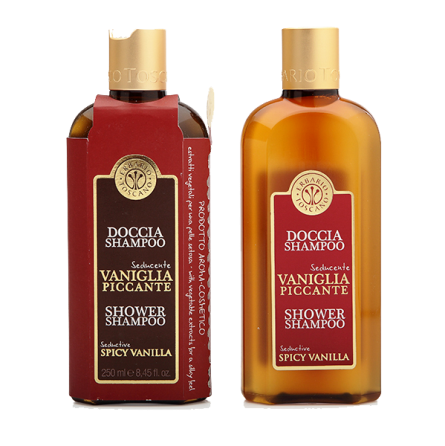 ERBARIO TOSCANO
DOCCIA
SHAMPOO
Seducente
VANIGLIA
PICCANTE
SHOWER
SHAMPOO
Seductive
SPICY VANILLA
250 ml ℮ 8,45 fl. oz.
PRODOTTO AROMA-COSMETICO
estratti vegetali per una pelle setosa - with vegetable extracts for a silky feel
ERBARIO TOSCANO
DOCCIA
SHAMPOO
Seducente
VANIGLIA
PICCANTE
SHOWER
SHAMPOO
Seductive
SPICY VANILLA